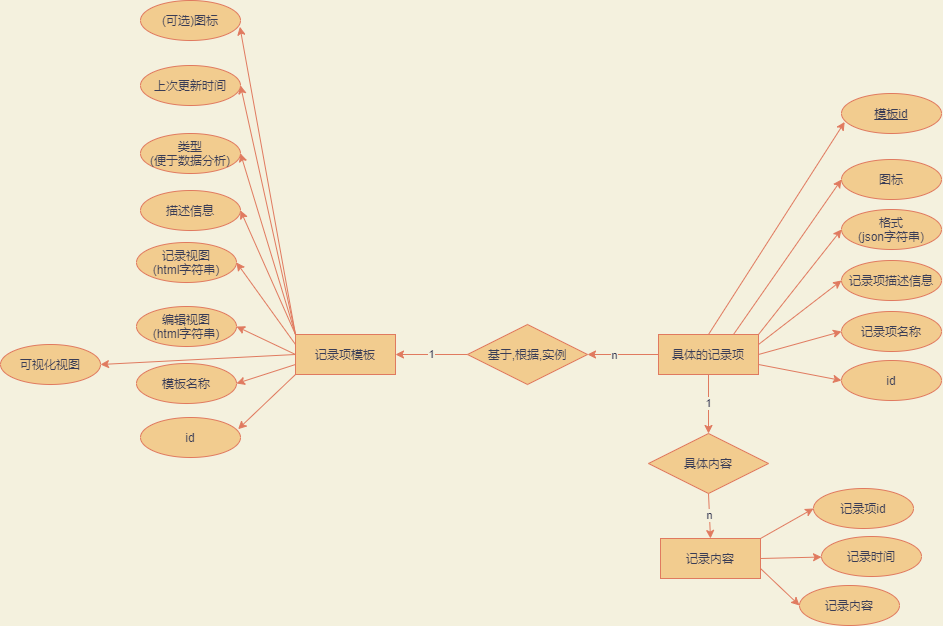 (可选)图标
上次更新时间
类型
(便于数据分析)
描述信息
记录视图
(html字符串)
编辑视图
(html字符串)
可视化视图
模板名称
id
记录项模板
1
基于,根据,实例
n
具体的记录项
模板id
图标
格式
(json字符串)
记录项描述信息
记录项名称
id
1
具体内容
n
记录内容
记录项id
记录时间
记录内容